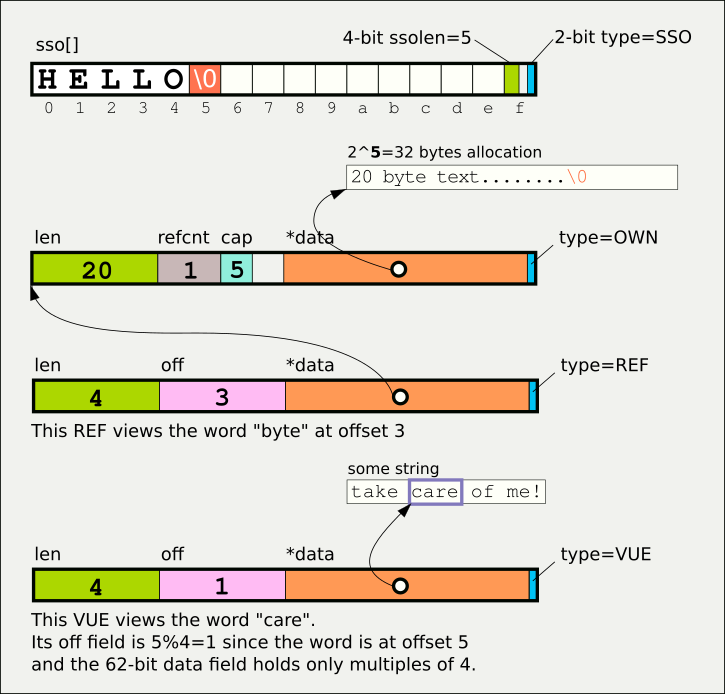 sso[] 4-bit ssolen=5 2-bit type=SSO
H E L L O \0
0 1 2 3 4 5 6 7 8 9 a b c d e f
2^5=32 bytes allocation
20 byte text........\0
len refcnt cap *data type=OWN
20 1 5
len off *data type=REF
4 3
This REF views the word "byte" at offset 3
some string
take care of me!
len off *data type=VUE
4 1
This VUE views the word "care".
Its off field is 5%4=1 since the word is at offset 5
and the 62-bit data field holds only multiples of 4.